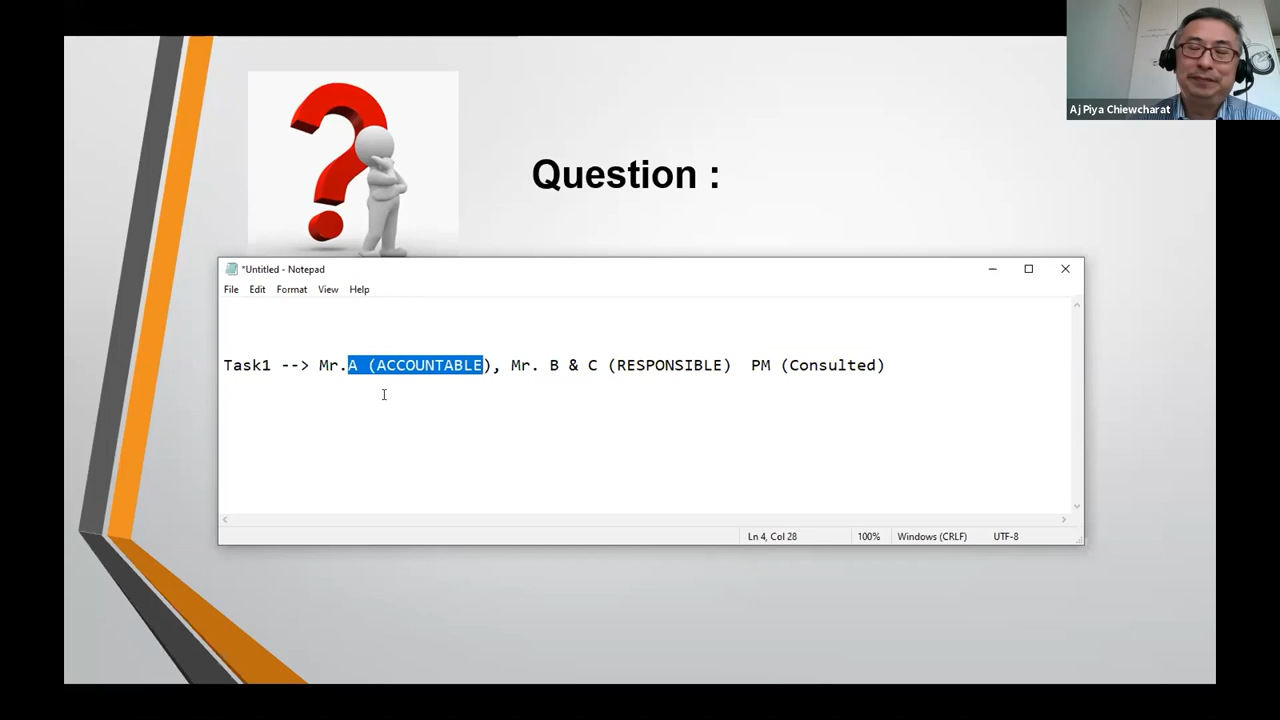 Aj Piya Chiewcharat
Question :
*Untitled - Notepad
File Edit Format View Help
Task1 --> Mr.A (ACCOUNTABLE), Mr. B & C (RESPONSIBLE)  PM (Consulted)
Ln 4, Col 28 100% Windows (CRLF) UTF-8